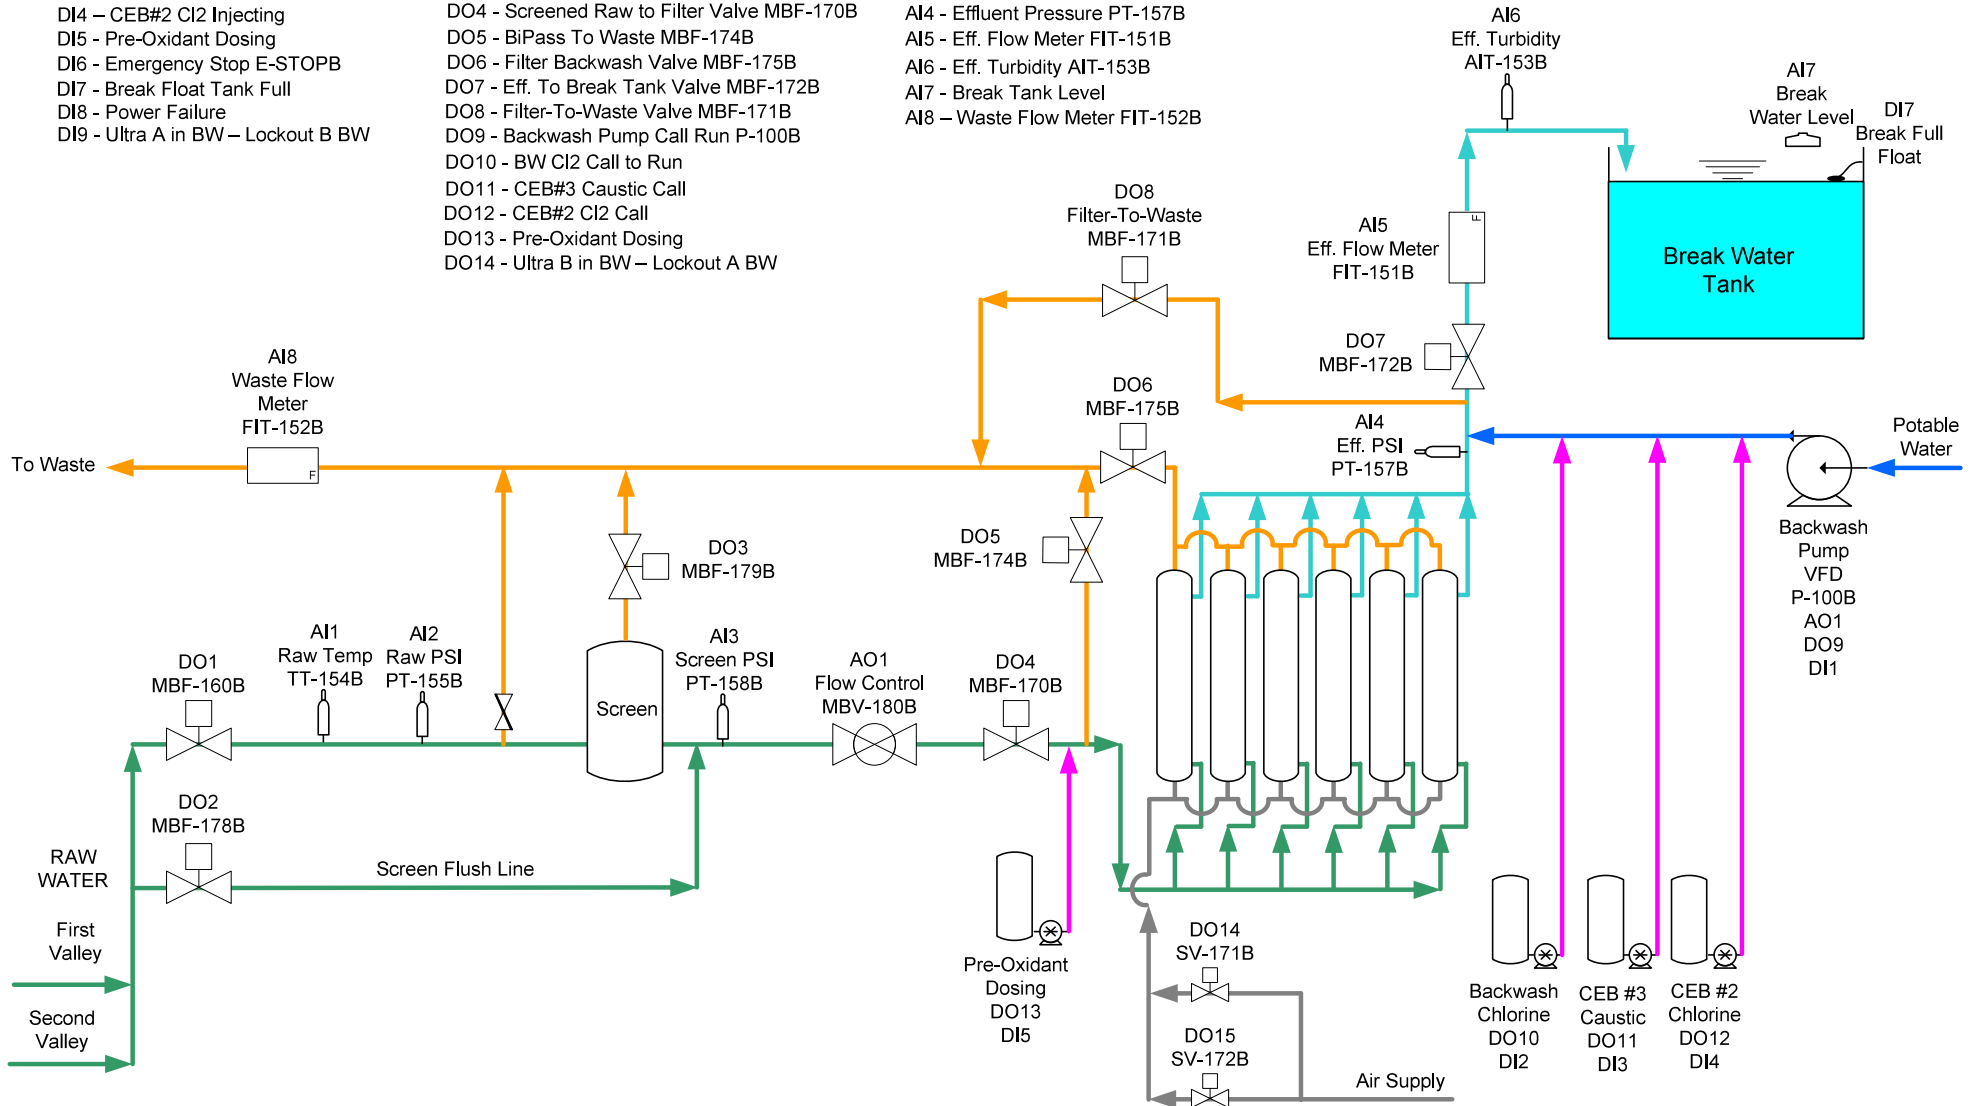 DI4 – CEB#2 Cl2 Injecting
DI5 - Pre-Oxidant Dosing
DI6 - Emergency Stop E-STOPB
DI7 - Break Float Tank Full
DI8 - Power Failure
DI9 - Ultra A in BW – Lockout B BW
DO4 - Screened Raw to Filter Valve MBF-170B
DO5 - BiPass To Waste MBF-174B
DO6 - Filter Backwash Valve MBF-175B
DO7 - Eff. To Break Tank Valve MBF-172B
DO8 - Filter-To-Waste Valve MBF-171B
DO9 - Backwash Pump Call Run P-100B
DO10 - BW Cl2 Call to Run
DO11 - CEB#3 Caustic Call
DO12 - CEB#2 Cl2 Call
DO13 - Pre-Oxidant Dosing
DO14 - Ultra B in BW – Lockout A BW
AI4 - Effluent Pressure PT-157B
AI5 - Eff. Flow Meter FIT-151B
AI6 - Eff. Turbidity AIT-153B
AI7 - Break Tank Level
AI8 – Waste Flow Meter FIT-152B
AI6
Eff. Turbidity
AIT-153B
AI7
Break
Water Level
DI7
Break Full
Float
Break Water
Tank
DO8
Filter-To-Waste
MBF-171B
AI5
Eff. Flow Meter
FIT-151B
F
DO7
MBF-172B
AI8
Waste Flow
Meter
FIT-152B
F
To Waste
DO6
MBF-175B
AI4
Eff. PSI
PT-157B
Potable
Water
Backwash
Pump
VFD
P-100B
AO1
DO9
DI1
DO3
MBF-179B
DO5
MBF-174B
DO1
MBF-160B
AI1
Raw Temp
TT-154B
AI2
Raw PSI
PT-155B
Screen
AI3
Screen PSI
PT-158B
AO1
Flow Control
MBV-180B
DO4
MBF-170B
DO2
MBF-178B
RAW
WATER
Screen Flush Line
First
Valley
Second
Valley
Pre-Oxidant
Dosing
DO13
DI5
DO14
SV-171B
DO15
SV-172B
Air Supply
Backwash
Chlorine
DO10
DI2
CEB #3
Caustic
DO11
DI3
CEB #2
Chlorine
DO12
DI4